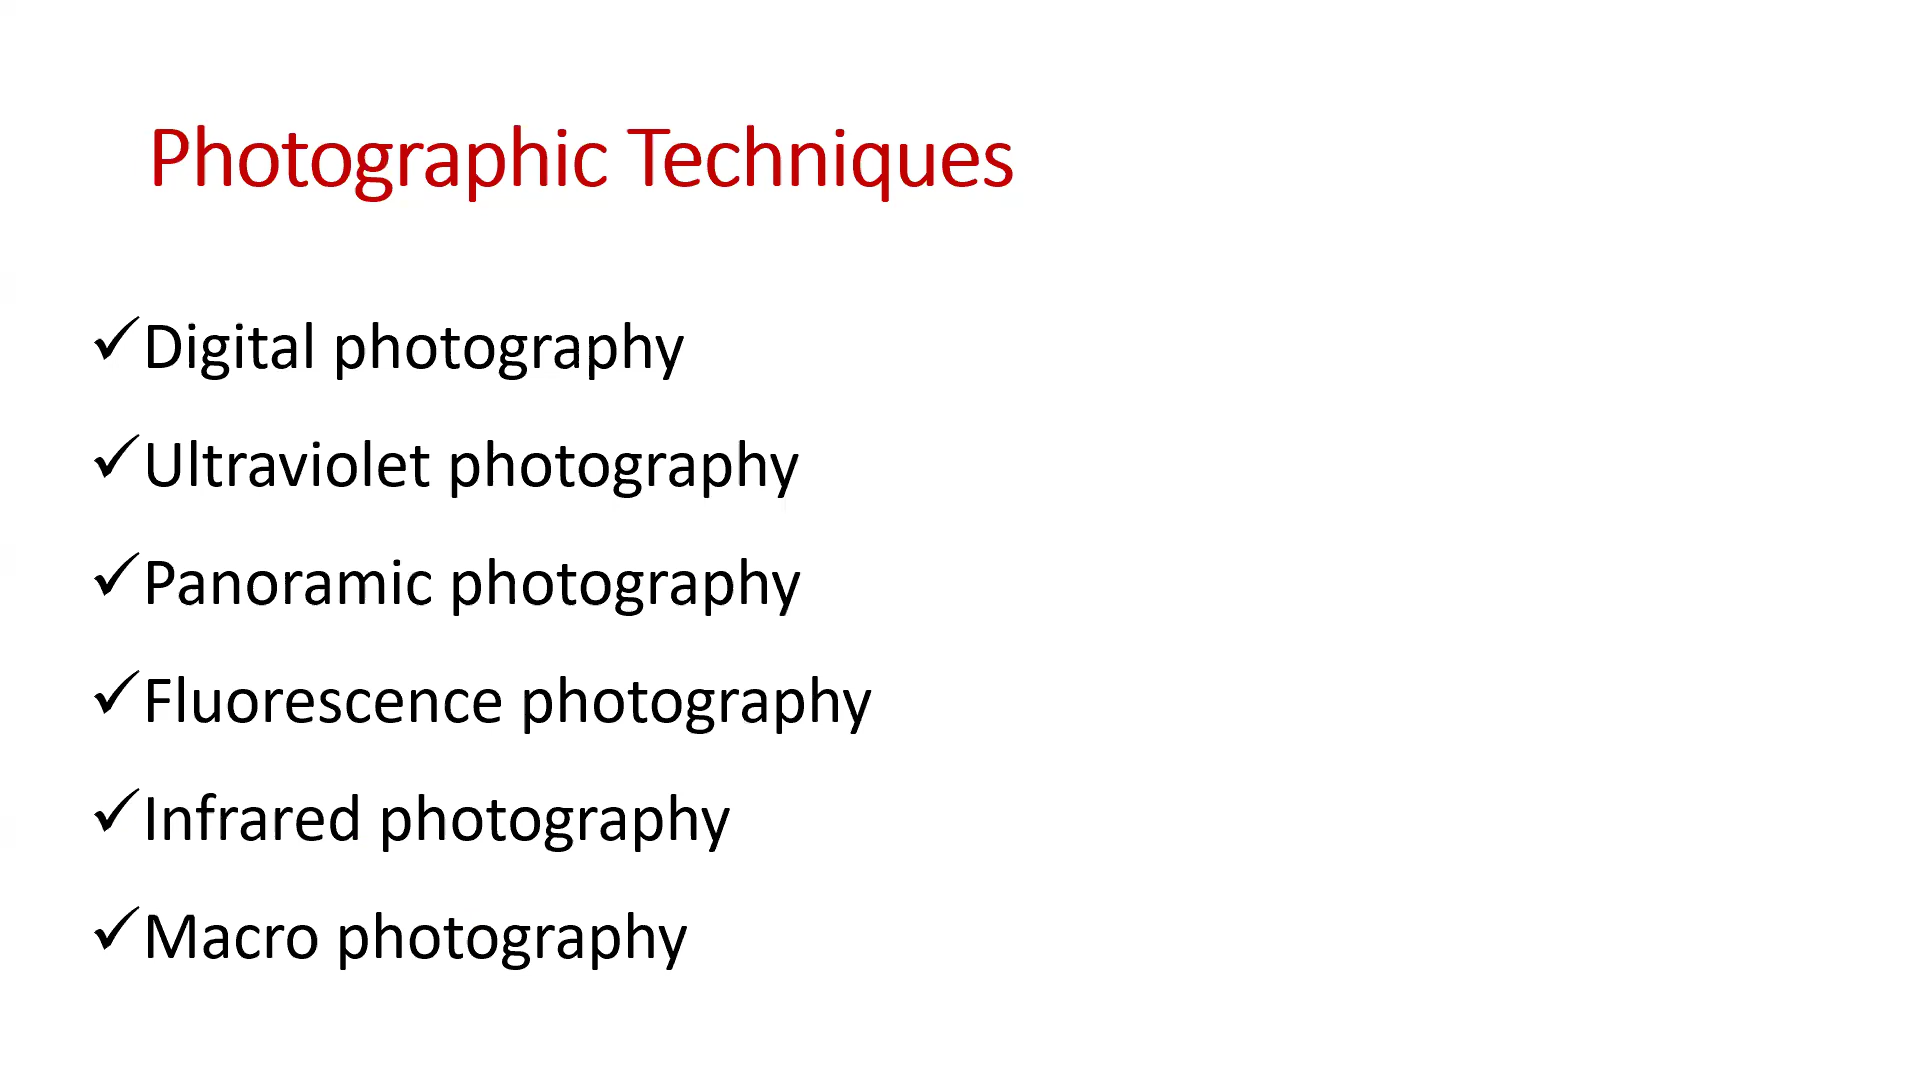 Photographic Techniques
✓Digital photography
✓Ultraviolet photography
✓Panoramic photography
✓Fluorescence photography
✓Infrared photography
✓Macro photography